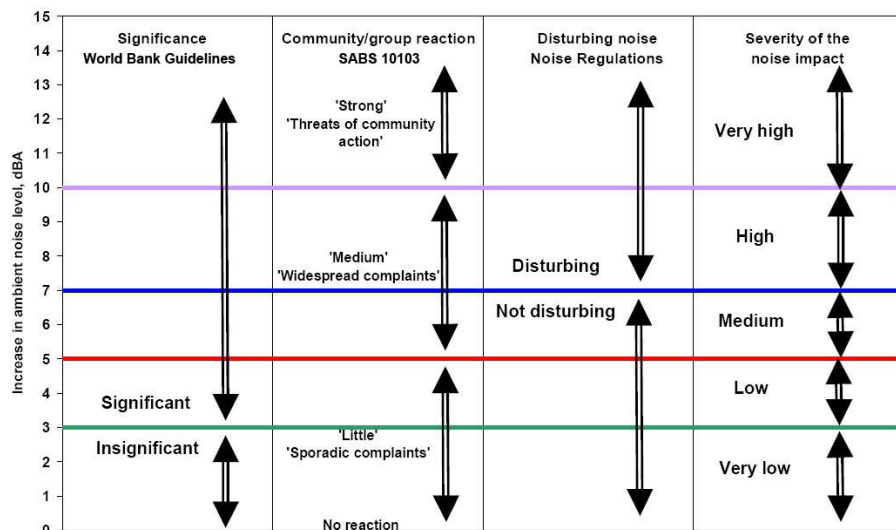 Increase in ambient noise level, dBA
15
14
13
12
11
10
9
8
7
6
5
4
3
2
1
0
Significance
World Bank Guidelines
Significant
Insignificant
Community/group reaction
SABS 10103
'Strong'
'Threats of community
action'
'Medium'
'Widespread complaints'
'Little'
'Sporadic complaints'
No reaction
Disturbing noise
Noise Regulations
Disturbing
Not disturbing
Severity of the
noise impact
Very high
High
Medium
Low
Very low